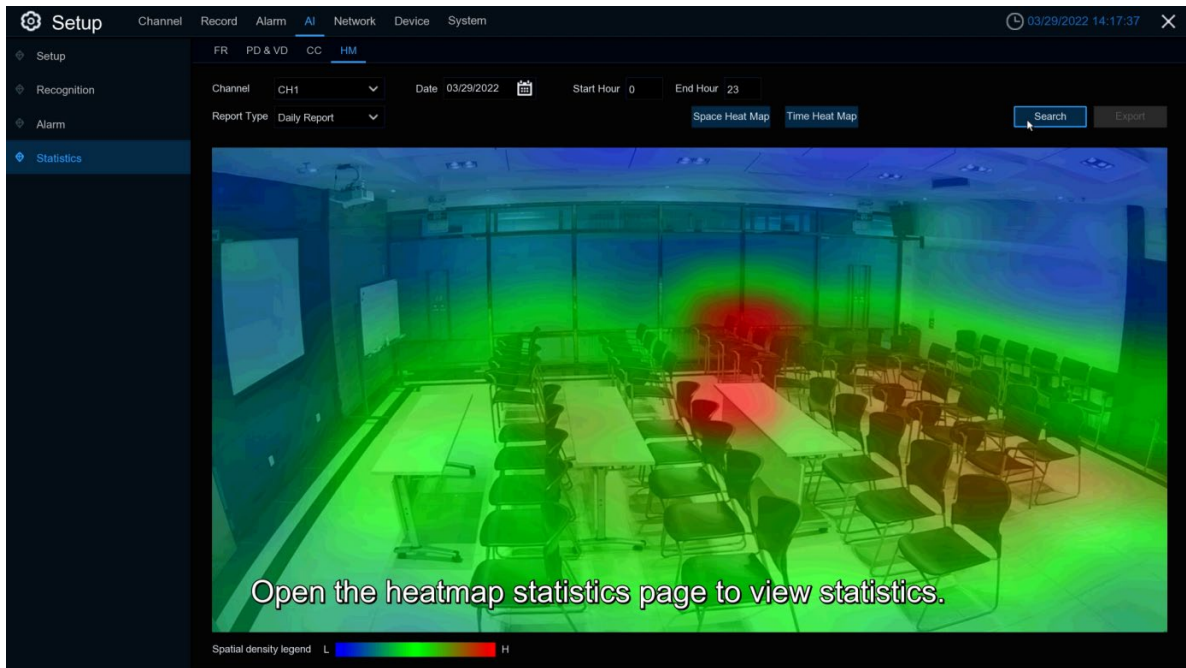 Setup Channel Record Alarm AI Network Device System 03/29/2022 14:17:37
Setup FR PD & VD CC HM
Recognition Channel CH1 Date 03/29/2022 Start Hour 0 End Hour 23
Alarm Report Type Daily Report Space Heat Map Time Heat Map Search Export
Statistics
Open the heatmap statistics page to view statistics.
Spatial density legend L H